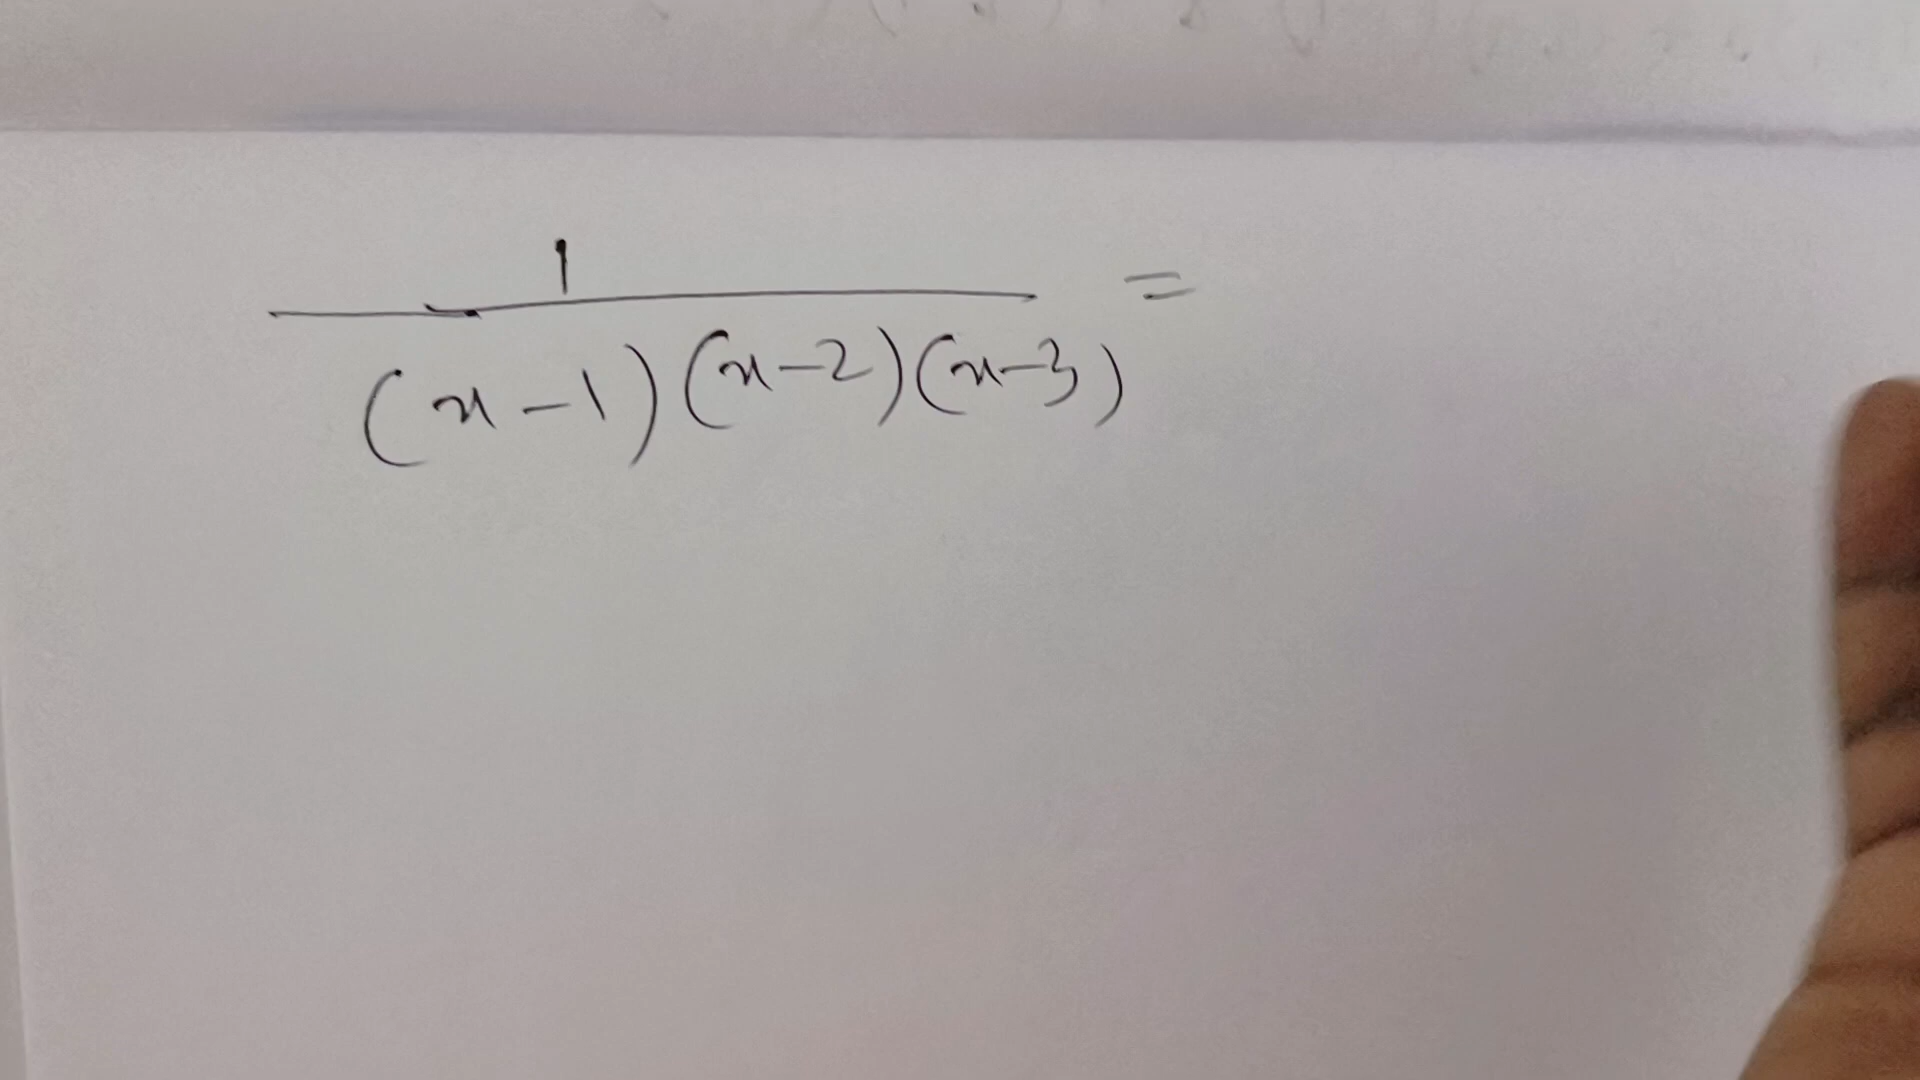 1 =
(x-1)(x-2)(x-3)